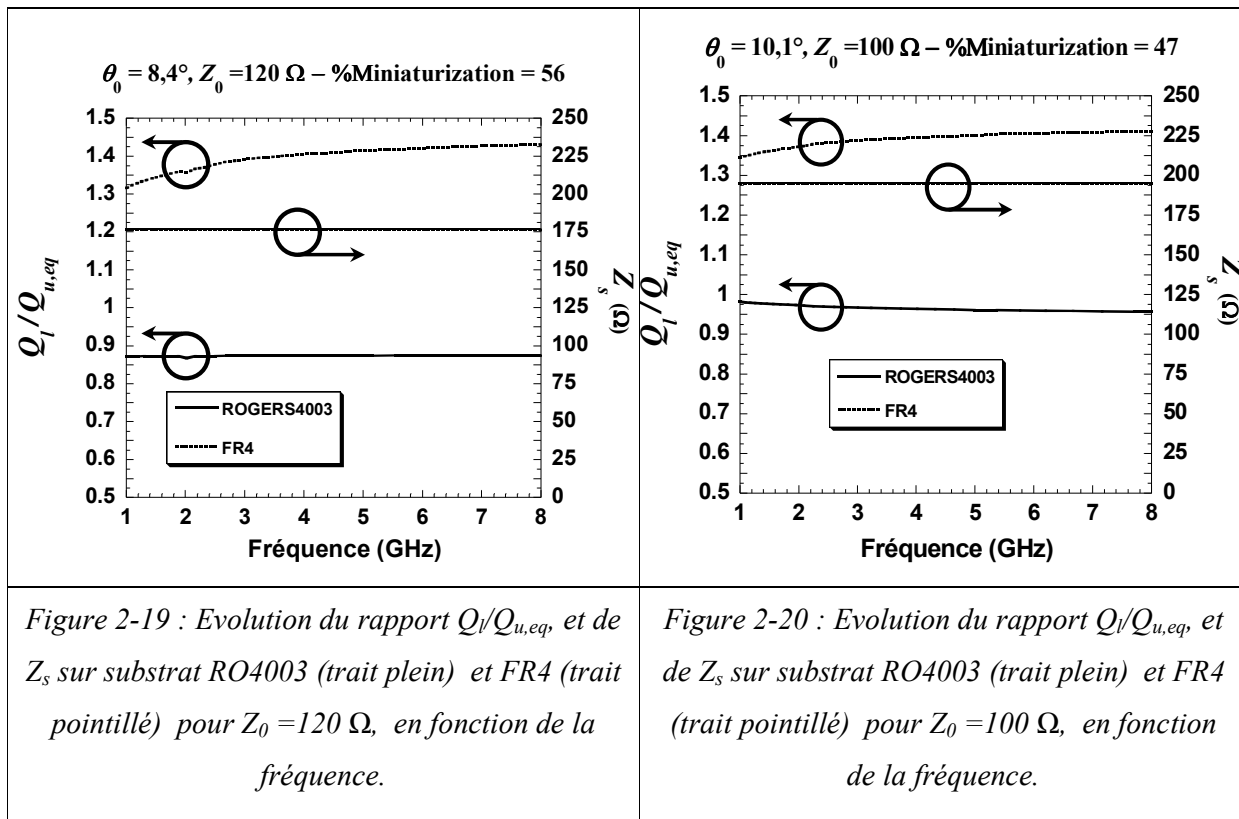 θ0 = 8,4°, Z0 =120 Ω – %Miniaturization = 56
1.5
1.4
1.3
1.2
1.1
1
0.9
0.8
0.7
0.6
0.5
Ql/Qu,eq
250
225
200
175
150
125
100
75
50
25
0
Zs (Ω)
ROGERS4003
FR4
1 2 3 4 5 6 7 8
Fréquence (GHz)
Figure 2-19 : Evolution du rapport Ql/Qu,eq, et de
Zs sur substrat RO4003 (trait plein) et FR4 (trait
pointillé) pour Z0 =120 Ω, en fonction de la
fréquence.
θ0 = 10,1°, Z0 =100 Ω – %Miniaturization = 47
1.5
1.4
1.3
1.2
1.1
1
0.9
0.8
0.7
0.6
0.5
Ql/Qu,eq
250
225
200
175
150
125
100
75
50
25
0
Zs (Ω)
ROGERS4003
FR4
1 2 3 4 5 6 7 8
Fréquence (GHz)
Figure 2-20 : Evolution du rapport Ql/Qu,eq, et
de Zs sur substrat RO4003 (trait plein) et FR4
(trait pointillé) pour Z0 =100 Ω, en fonction
de la fréquence.